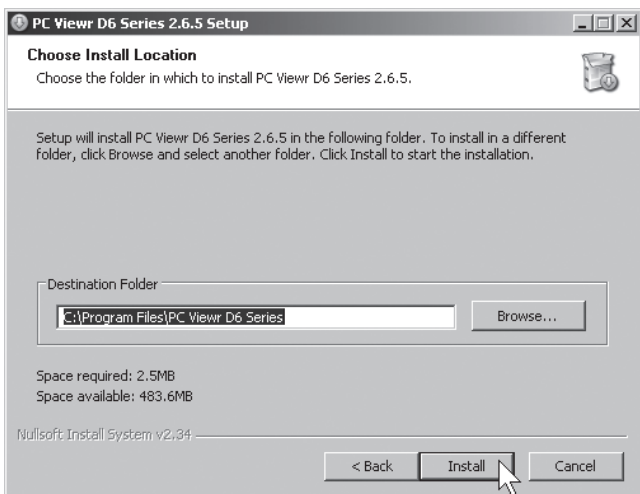 PC Viewr D6 Series 2.6.5 Setup
Choose Install Location
Choose the folder in which to install PC Viewr D6 Series 2.6.5.
Setup will install PC Viewr D6 Series 2.6.5 in the following folder. To install in a different
folder, click Browse and select another folder. Click Install to start the installation.
Destination Folder
C:\Program Files\PC Viewr D6 Series
Browse...
Space required: 2.5MB
Space available: 483.6MB
Nullsoft Install System v2.34
< Back Install Cancel